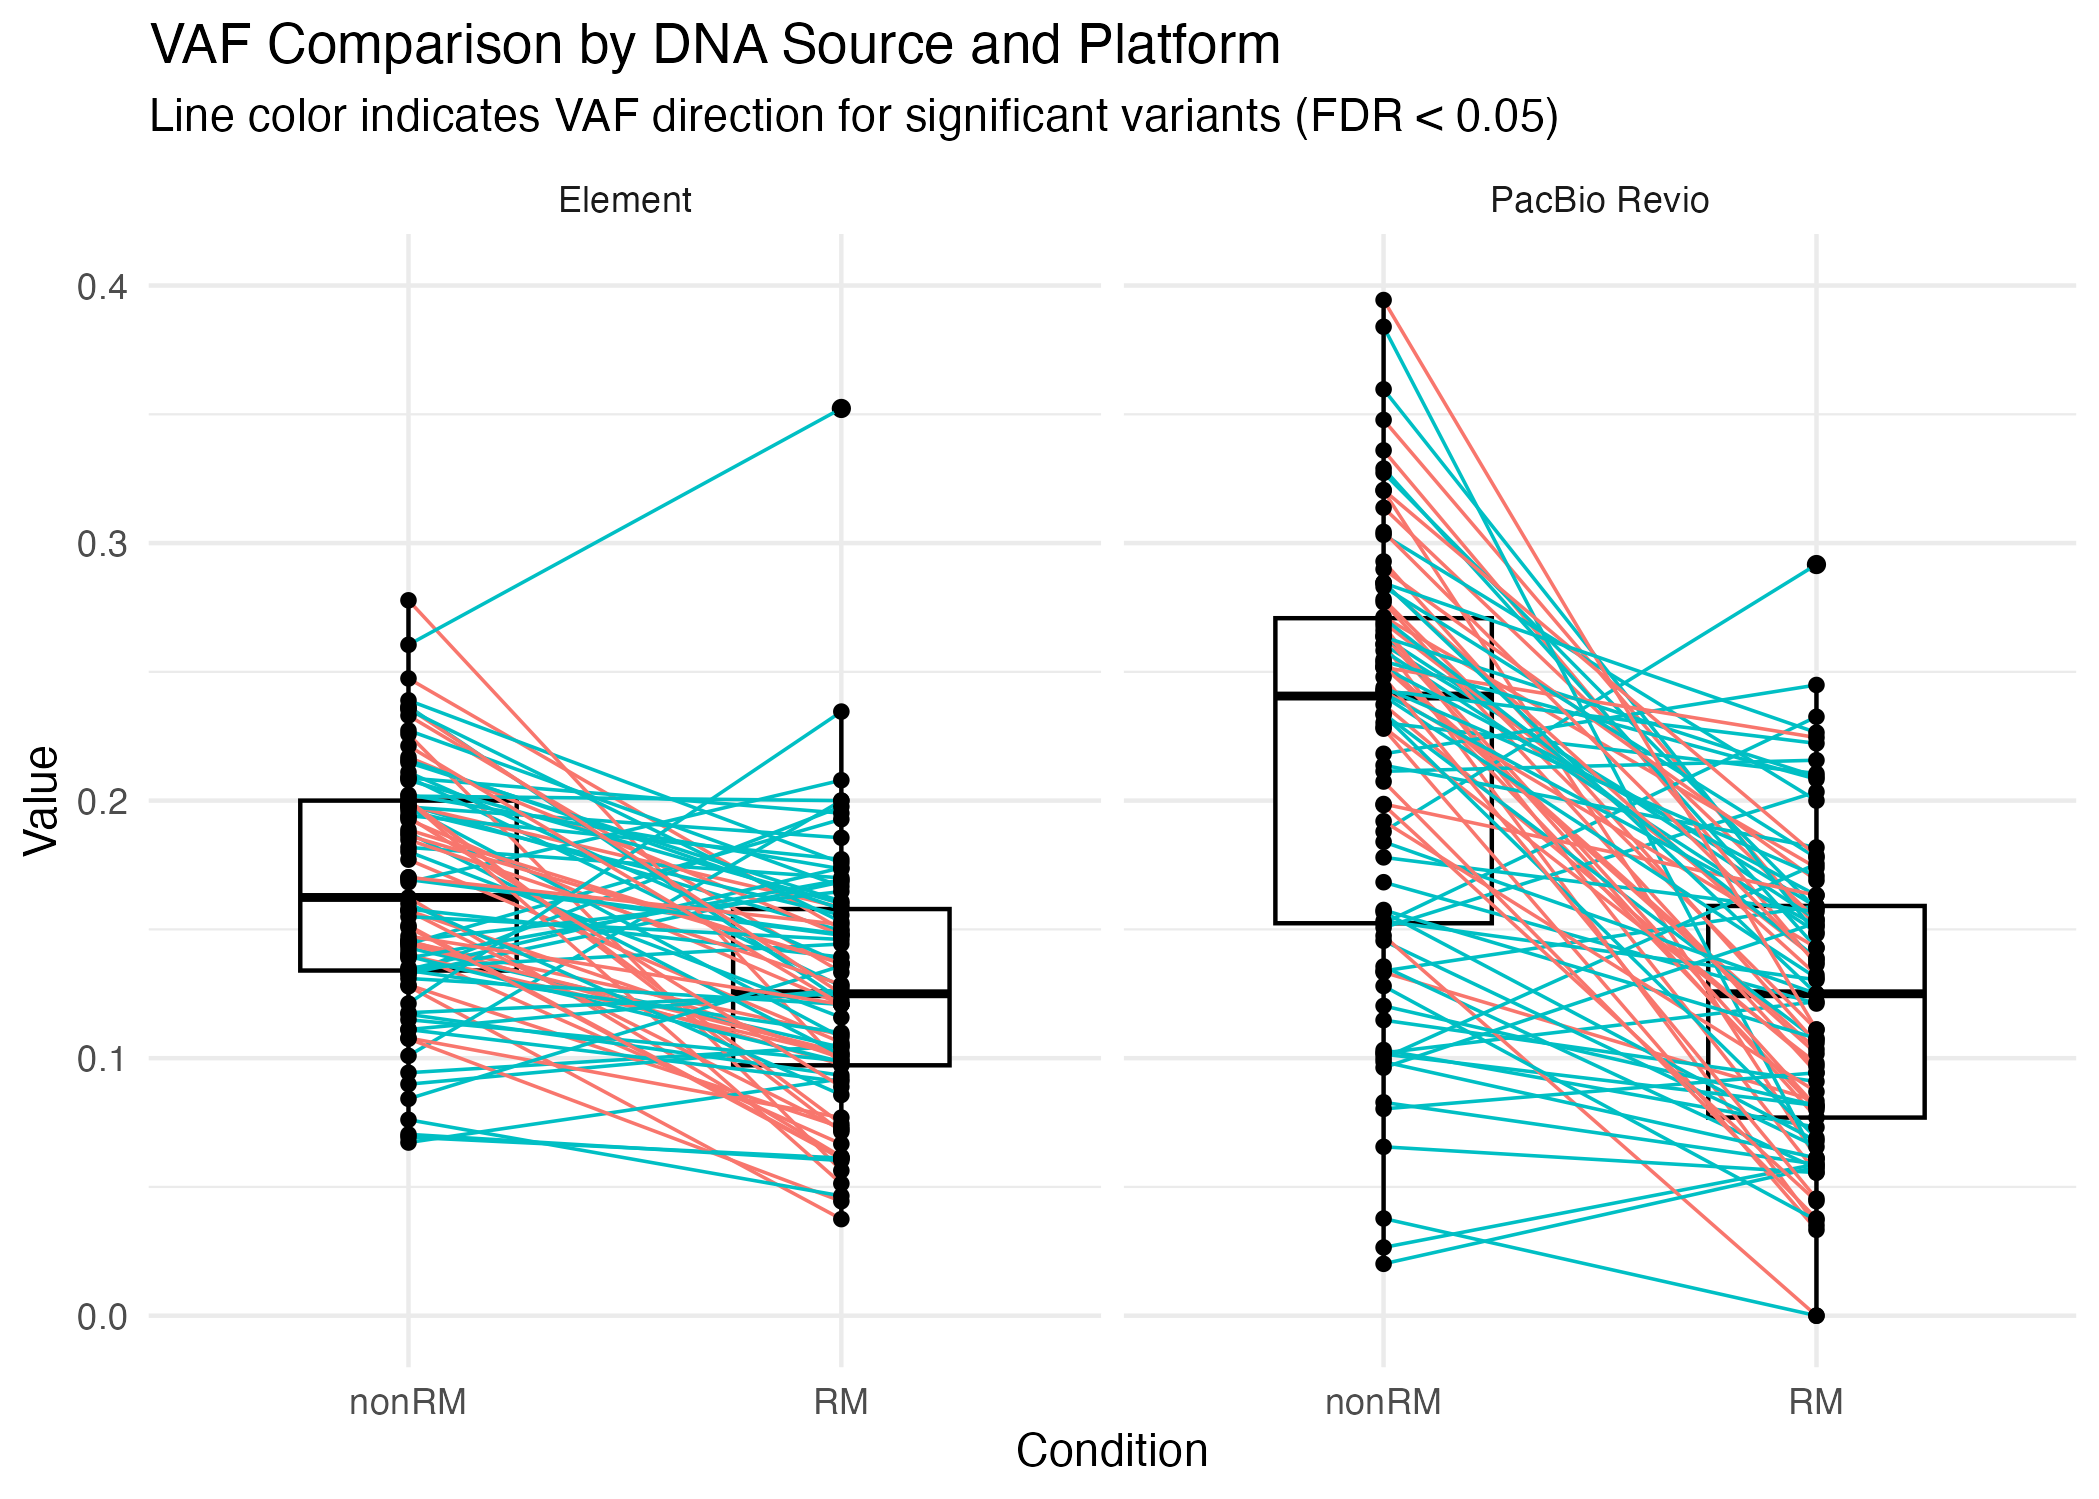 VAF Comparison by DNA Source and Platform
Line color indicates VAF direction for significant variants (FDR < 0.05)
Element
PacBio Revio
0.4
0.3
0.2
0.1
0.0
Value
nonRM
RM
nonRM
RM
Condition